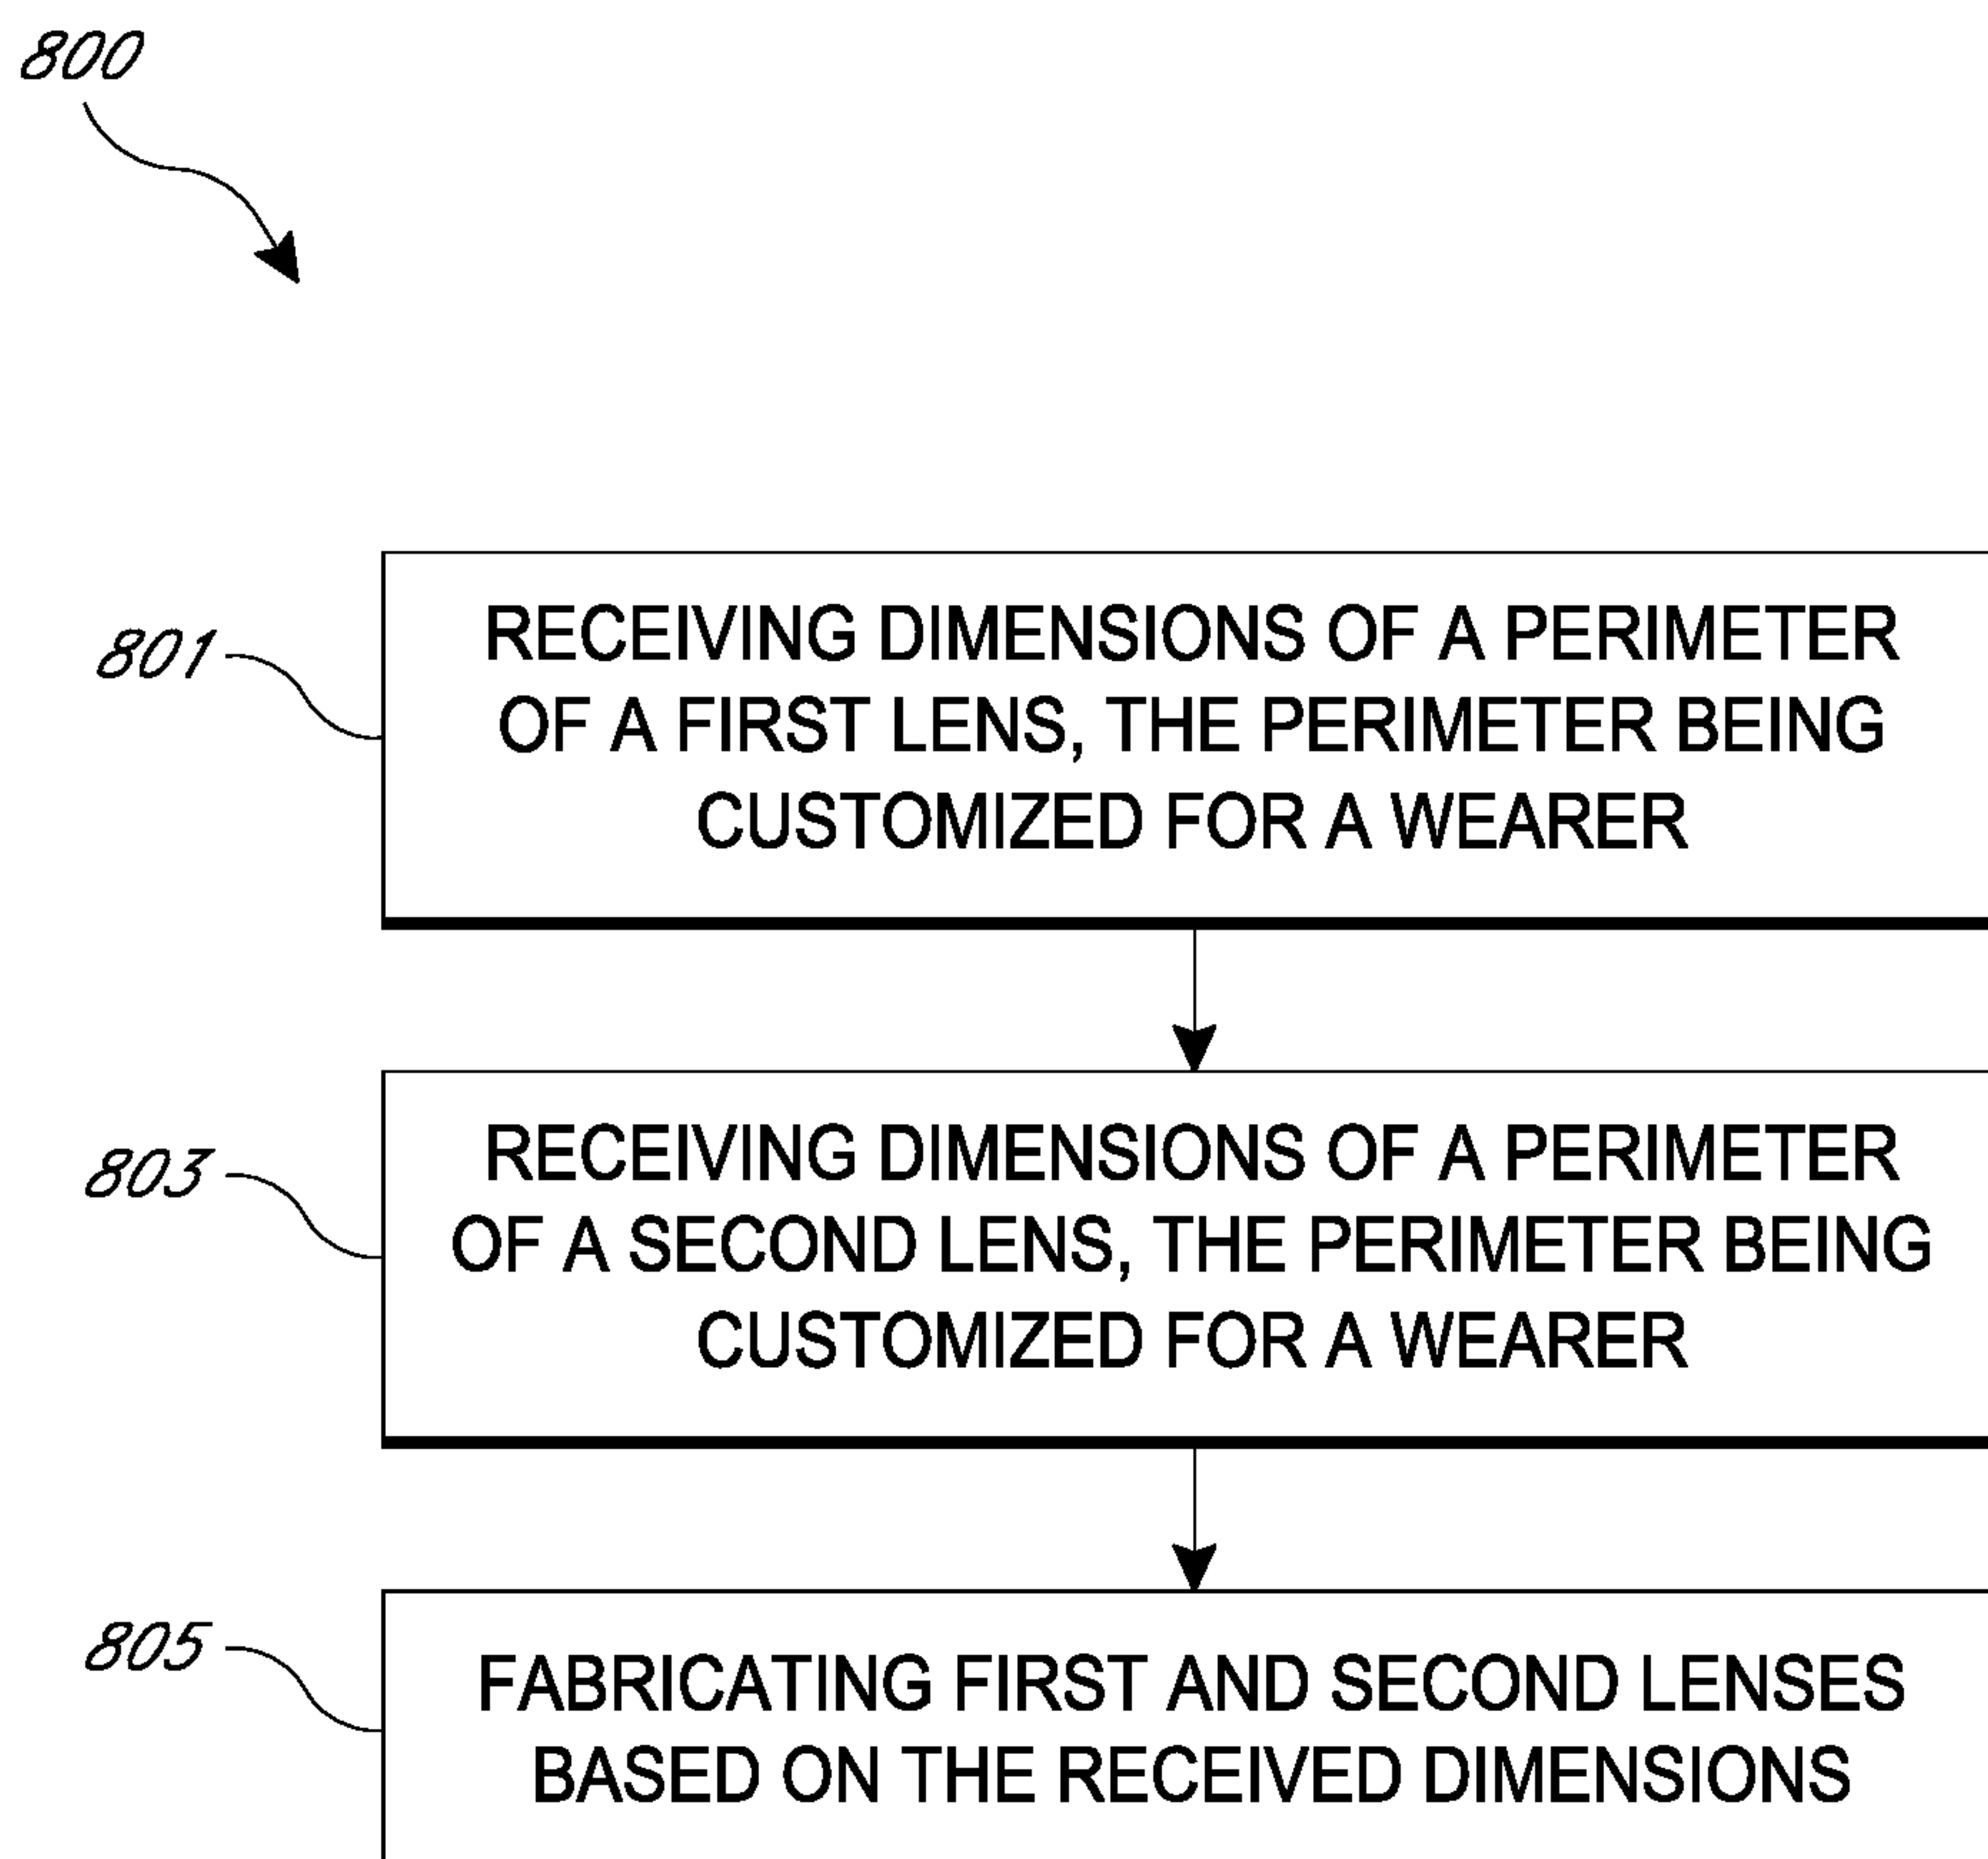 800
801
RECEIVING DIMENSIONS OF A PERIMETER
OF A FIRST LENS, THE PERIMETER BEING
CUSTOMIZED FOR A WEARER
803
RECEIVING DIMENSIONS OF A PERIMETER
OF A SECOND LENS, THE PERIMETER BEING
CUSTOMIZED FOR A WEARER
805
FABRICATING FIRST AND SECOND LENSES
BASED ON THE RECEIVED DIMENSIONS